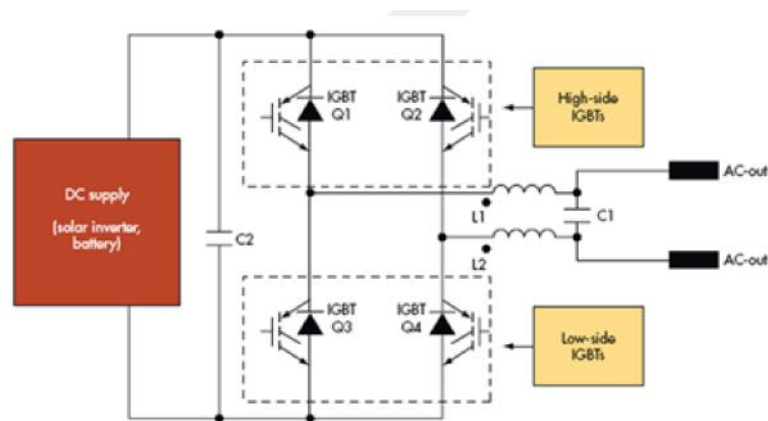 IGBT
Q1
IGBT
Q2
High-side
IGBTs
DC supply
(solar inverter,
battery)
C2
L1
C1
AC-out
L2
AC-out
IGBT
Q3
IGBT
Q4
Low-side
IGBTs